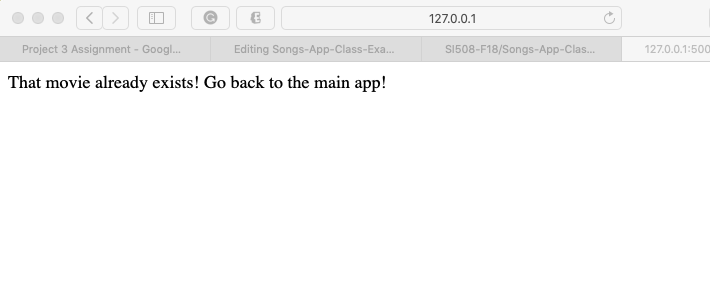 127.0.0.1
Project 3 Assignment - Googl...
Editing Songs-App-Class-Exa...
SI508-F18/Songs-App-Clas...
127.0.0.1:500
That movie already exists! Go back to the main app!